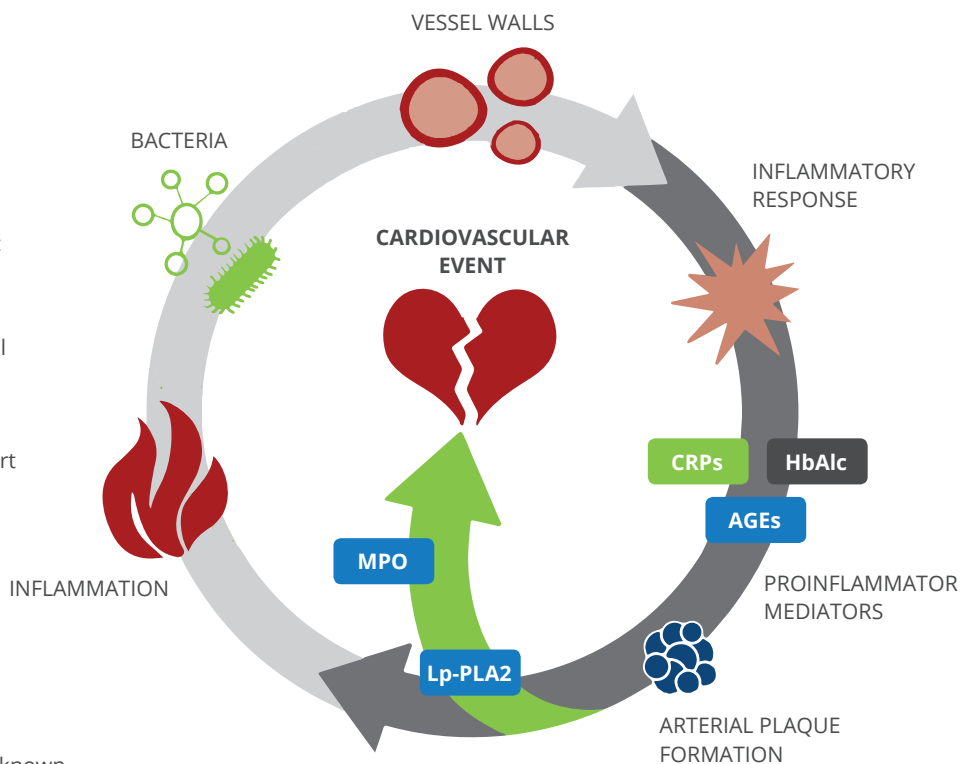 VESSEL WALLS
BACTERIA
INFLAMMATORY
RESPONSE
CARDIOVASCULAR
EVENT
CRPs
HbAlc
AGEs
MPO
INFLAMMATION
PROINFLAMMATOR
MEDIATORS
Lp-PLA2
ARTERIAL PLAQUE
FORMATION